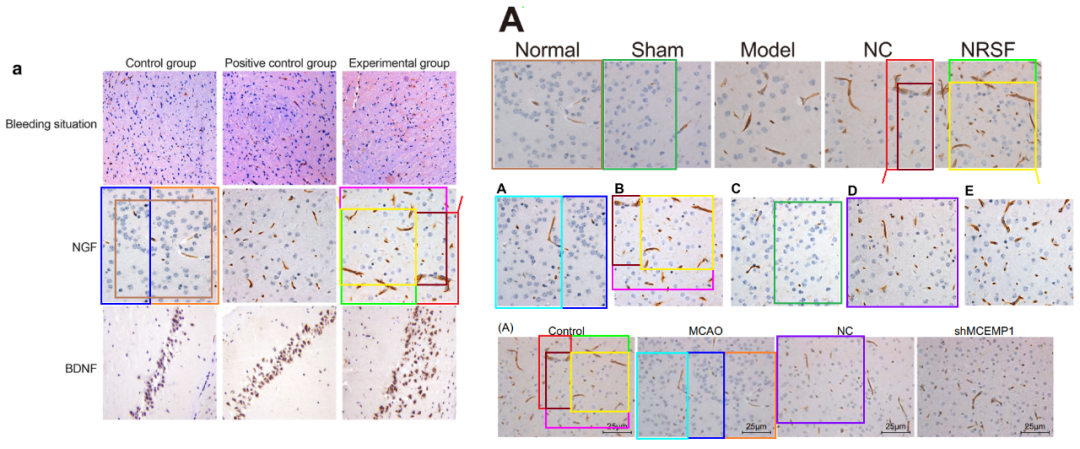 a
Control group Positive control group Experimental group
Bleeding situation
NGF
BDNF
A
Normal Sham Model NC NRSF
A B C D E
(A)
Control MCAO NC shMCEMP1
25μm 25μm 25μm 25μm